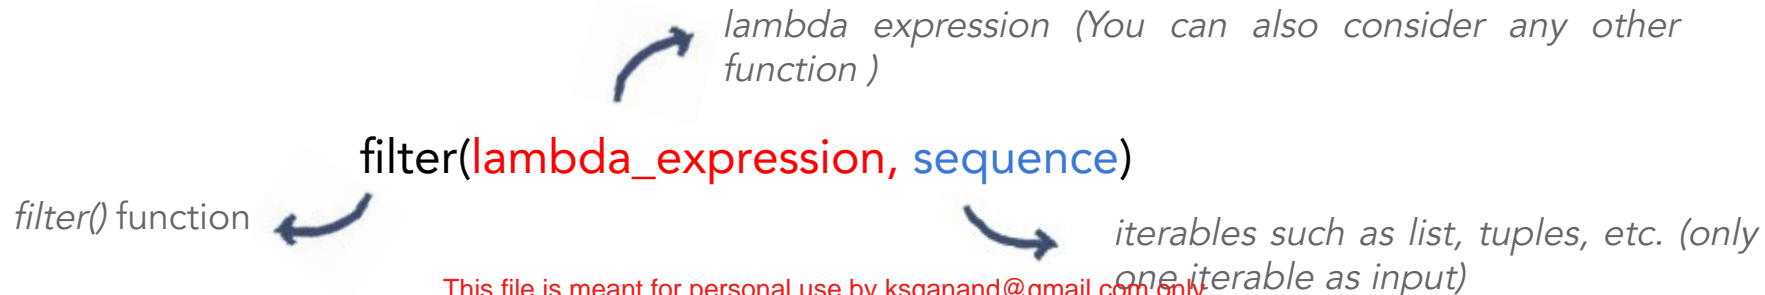 lambda expression (You can also consider any other
function )
filter(lambda_expression, sequence)
filter() function
iterables such as list, tuples, etc. (only
one iterable as input)
This file is meant for personal use by ksganand@gmail.com only